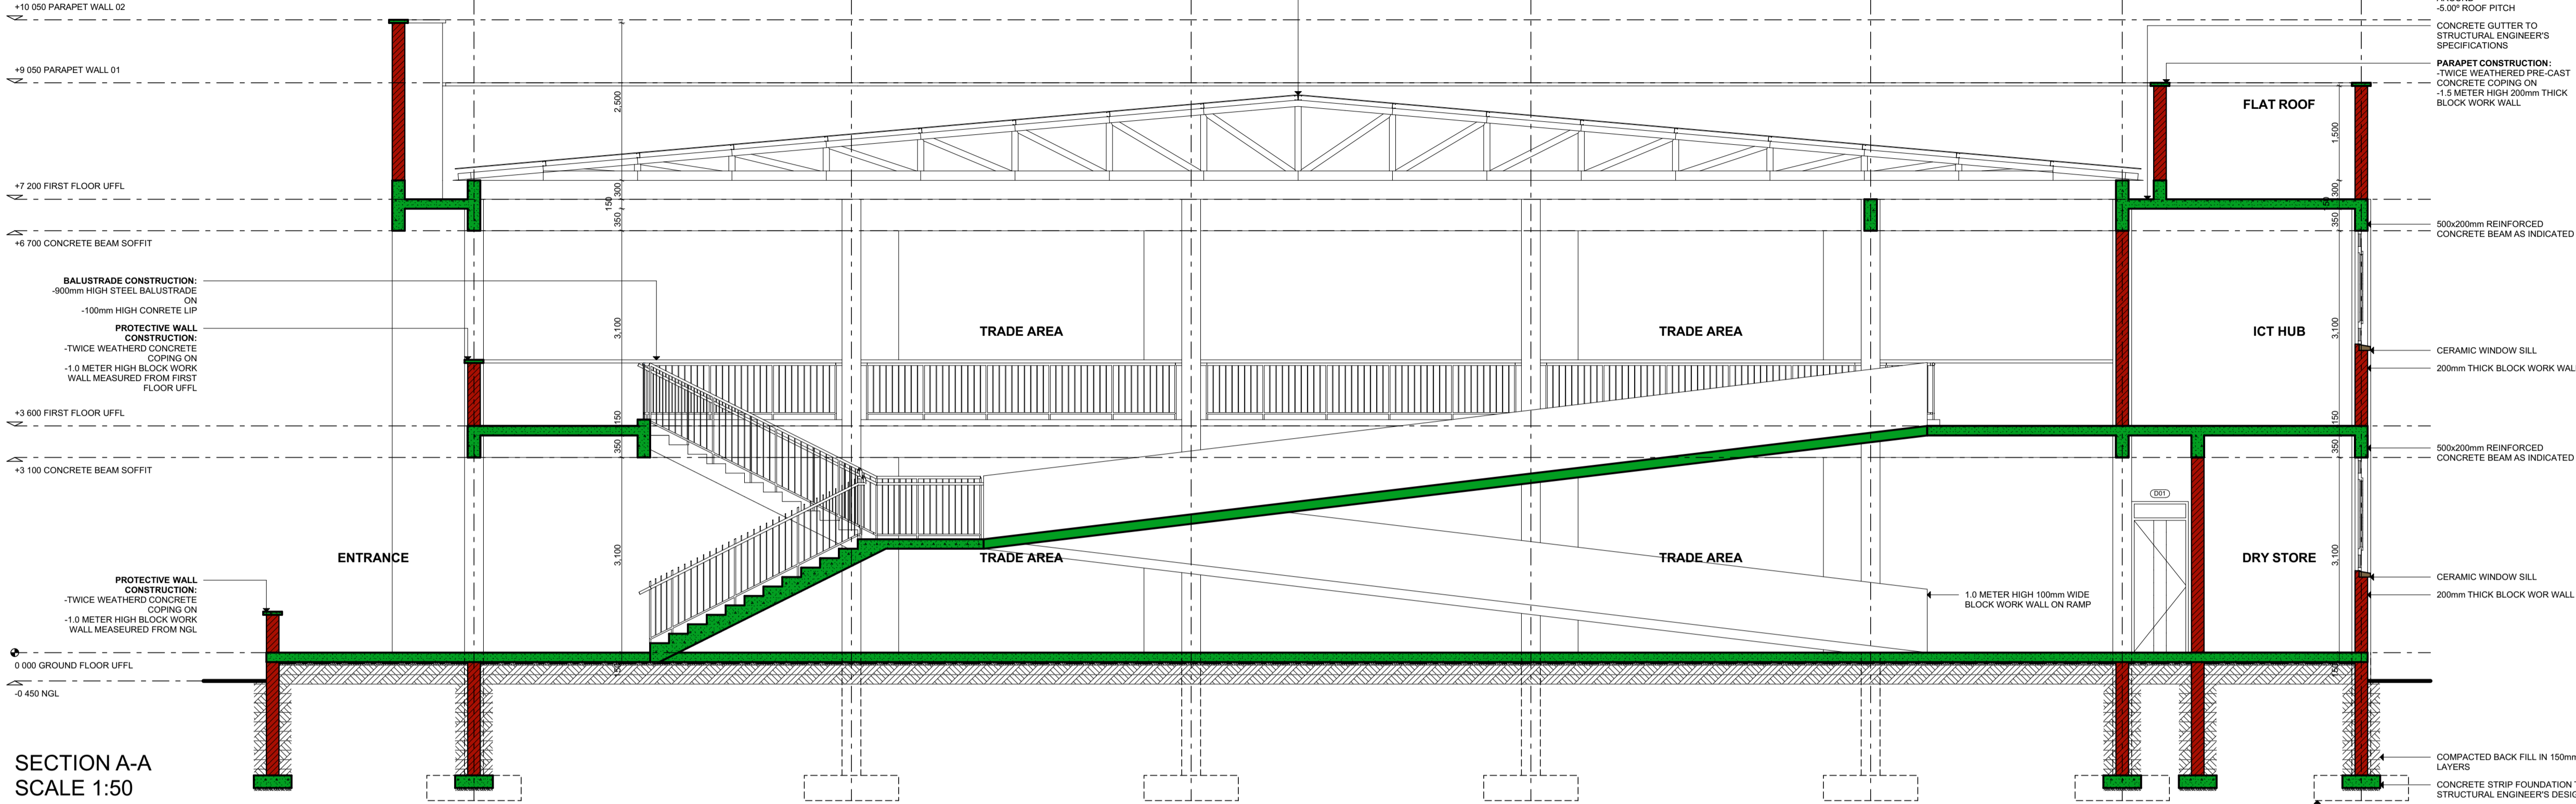 +10 050 PARAPET WALL 02
+9 050 PARAPET WALL 01
+7 200 FIRST FLOOR UFFL
+6 700 CONCRETE BEAM SOFFIT
BALUSTRADE CONSTRUCTION:
-900mm HIGH STEEL BALUSTRADE
ON
-100mm HIGH CONRETE LIP
PROTECTIVE WALL
CONSTRUCTION:
-TWICE WEATHERD CONCRETE
COPING ON
-1.0 METER HIGH BLOCK WORK
WALL MEASURED FROM FIRST
FLOOR UFFL
+3 600 FIRST FLOOR UFFL
+3 100 CONCRETE BEAM SOFFIT
PROTECTIVE WALL
CONSTRUCTION:
-TWICE WEATHERD CONCRETE
COPING ON
-1.0 METER HIGH BLOCK WORK
WALL MEASEURED FROM NGL
0 000 GROUND FLOOR UFFL
-0 450 NGL
SECTION A-A
SCALE 1:50
ENTRANCE
2,500
300
150
350
3,100
150
350
3,100
150
TRADE AREA
TRADE AREA
TRADE AREA
TRADE AREA
1.0 METER HIGH 100mm WIDE
BLOCK WORK WALL ON RAMP
D01
FLAT ROOF
ICT HUB
DRY STORE
1,500
300
150
350
3,100
150
350
3,100
150
-5.00º ROOF PITCH
CONCRETE GUTTER TO
STRUCTURAL ENGINEER'S
SPECIFICATIONS
PARAPET CONSTRUCTION:
-TWICE WEATHERED PRE-CAST
CONCRETE COPING ON
-1.5 METER HIGH 200mm THICK
BLOCK WORK WALL
500x200mm REINFORCED
CONCRETE BEAM AS INDICATED
CERAMIC WINDOW SILL
200mm THICK BLOCK WORK WAL
500x200mm REINFORCED
CONCRETE BEAM AS INDICATED
CERAMIC WINDOW SILL
200mm THICK BLOCK WOR WALL
COMPACTED BACK FILL IN 150mm
LAYERS
CONCRETE STRIP FOUNDATION
STRUCTURAL ENGINEER'S DESI